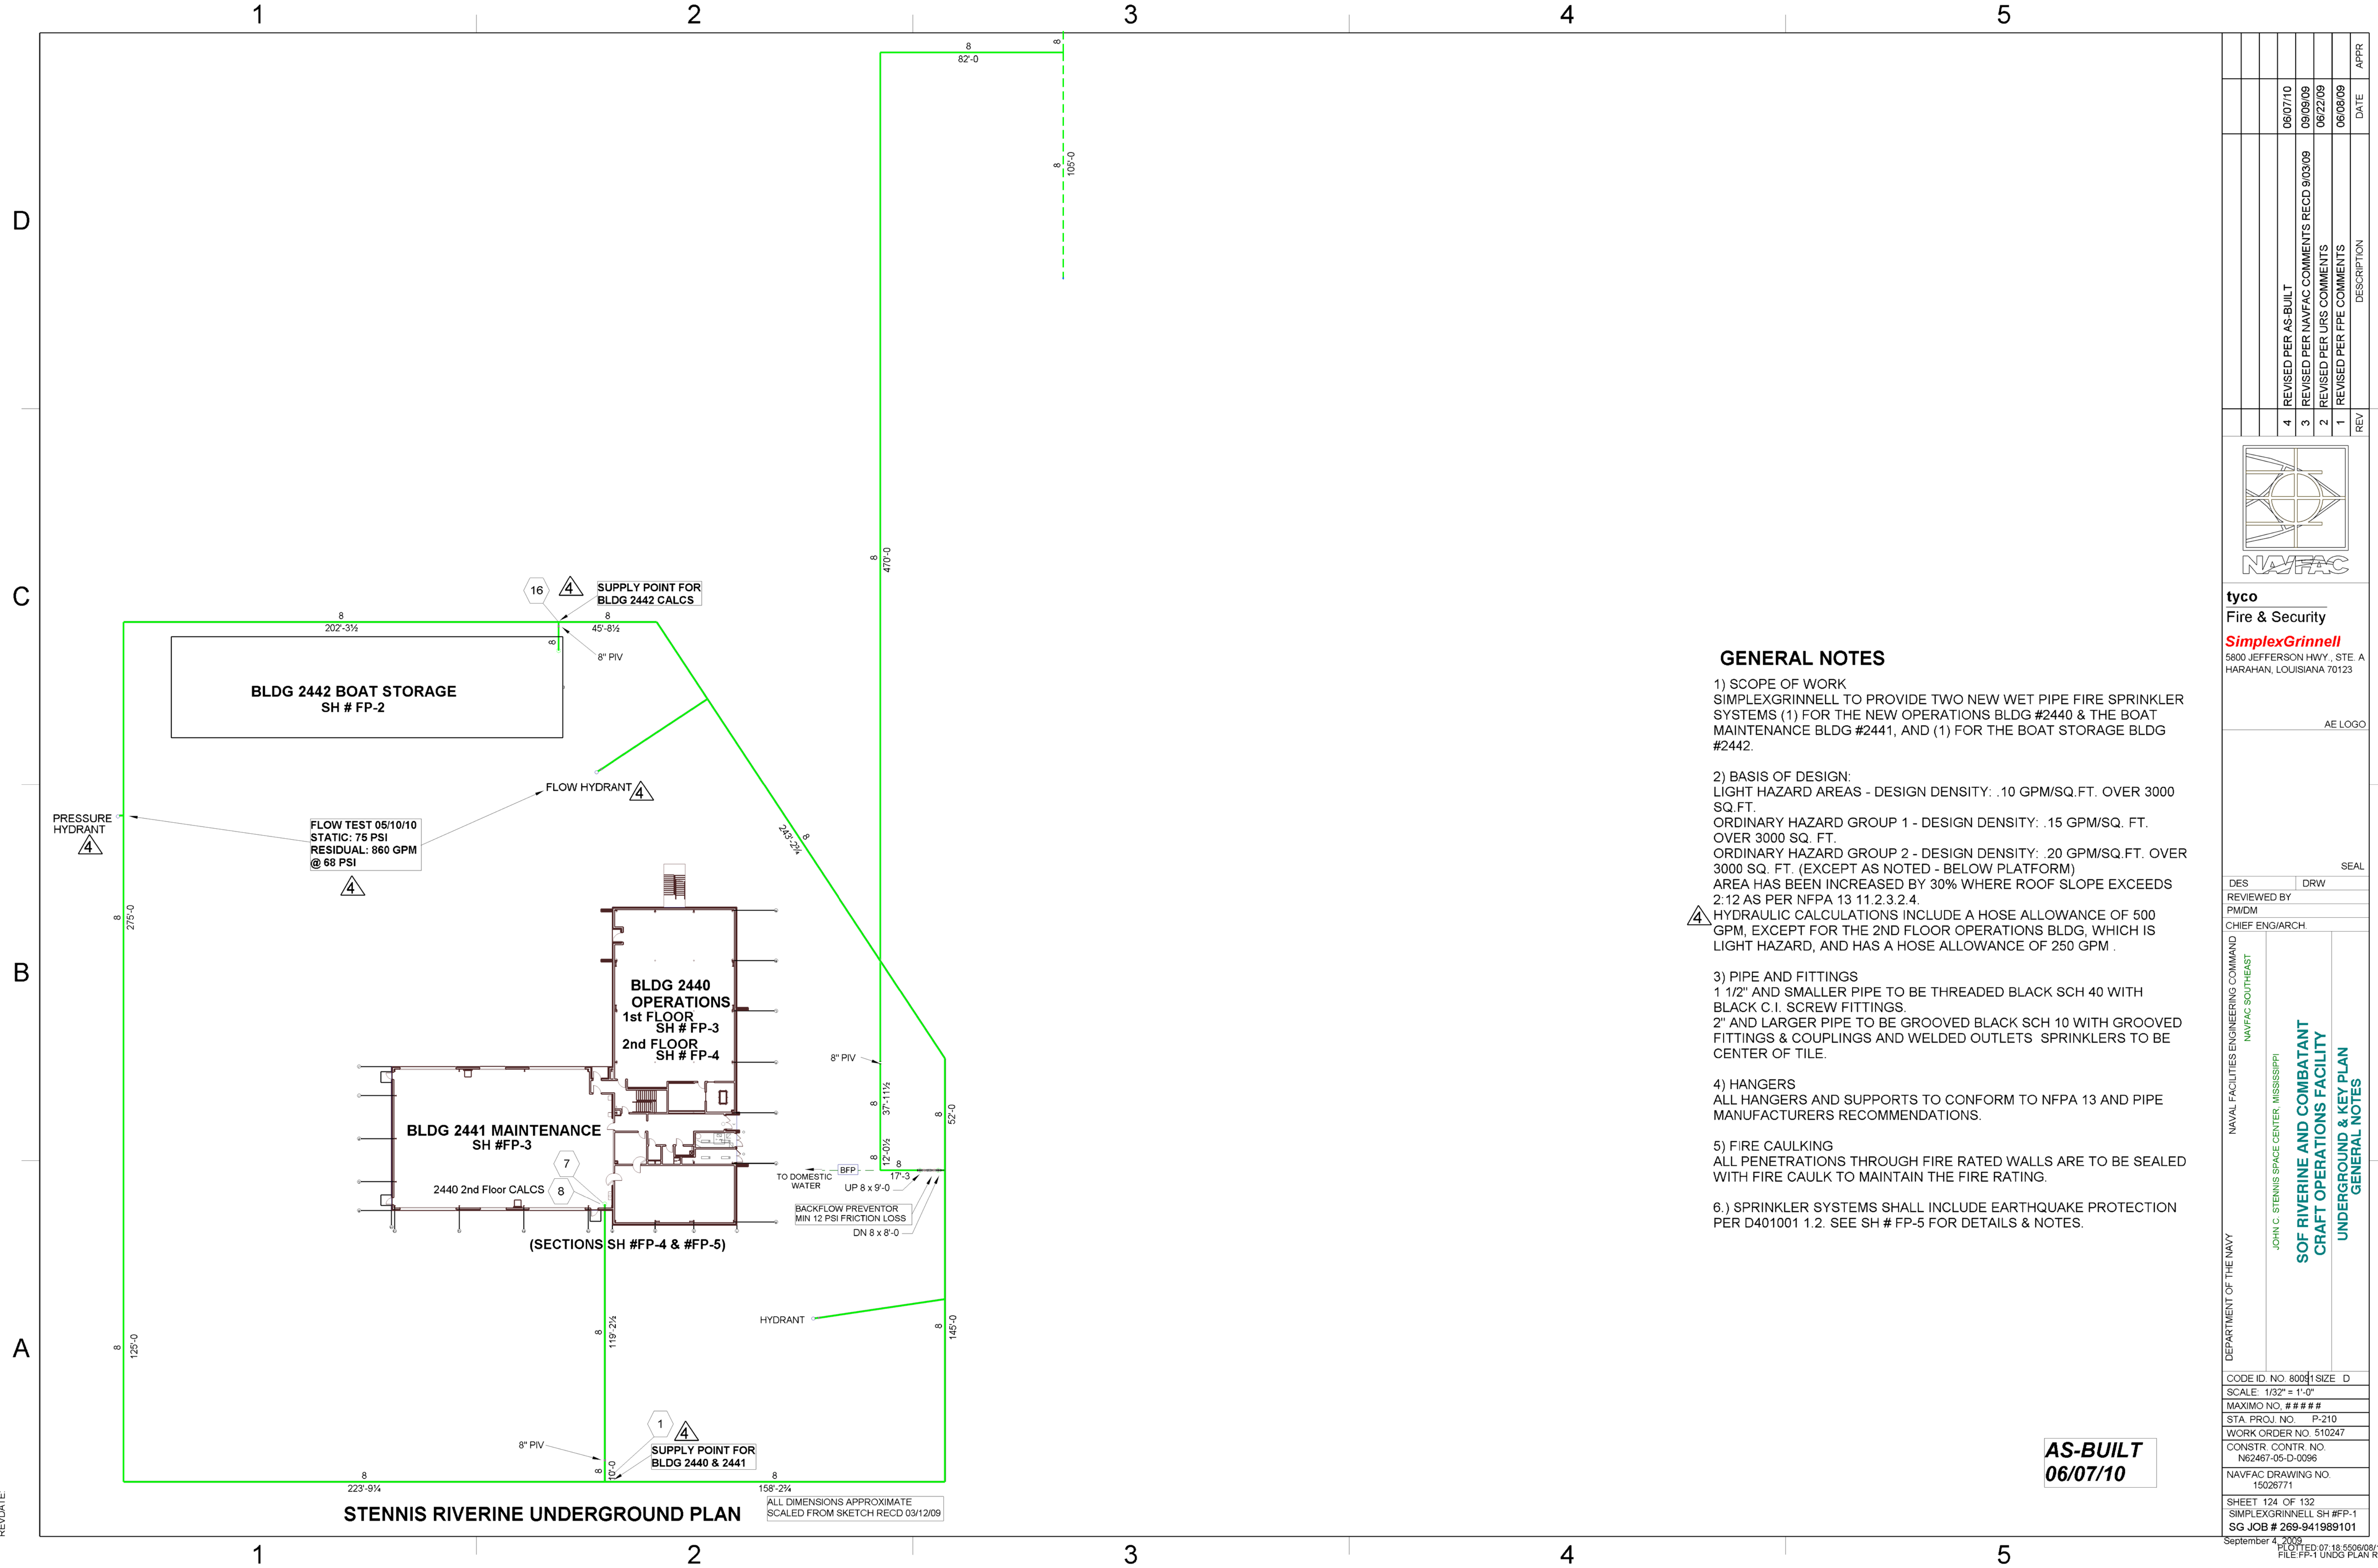 1
2
3
4
5
D
C
B
A
8
82'-0
8
8
105'-0
8
470'-0
16
4
SUPPLY POINT FOR
BLDG 2442 CALCS
8
202'-3½
8
45'-8½
8
8" PIV
BLDG 2442 BOAT STORAGE
SH # FP-2
FLOW HYDRANT
4
PRESSURE
HYDRANT
4
FLOW TEST 05/10/10
STATIC: 75 PSI
RESIDUAL: 860 GPM
@ 68 PSI
4
8
243'-2¾
8
275'-0
BLDG 2440
OPERATIONS
1st FLOOR
SH # FP-3
2nd FLOOR
SH # FP-4
8" PIV
8
37'-11½
8
52'-0
BLDG 2441 MAINTENANCE
SH #FP-3
7
2440 2nd Floor CALCS
8
8
12'-0½
8
17'-3
BFP
TO DOMESTIC
WATER
UP 8 x 9'-0
BACKFLOW PREVENTOR
MIN 12 PSI FRICTION LOSS
DN 8 x 8'-0
(SECTIONS SH #FP-4 & #FP-5)
HYDRANT
8
145'-0
8
119'-2½
8
125'-0
1
4
SUPPLY POINT FOR
BLDG 2440 & 2441
8" PIV
8
10'-0
8
223'-9¼
8
158'-2¾
STENNIS RIVERINE UNDERGROUND PLAN
ALL DIMENSIONS APPROXIMATE
SCALED FROM SKETCH RECD 03/12/09
GENERAL NOTES
1) SCOPE OF WORK
SIMPLEXGRINNELL TO PROVIDE TWO NEW WET PIPE FIRE SPRINKLER
SYSTEMS (1) FOR THE NEW OPERATIONS BLDG #2440 & THE BOAT
MAINTENANCE BLDG #2441, AND (1) FOR THE BOAT STORAGE BLDG
#2442.
2) BASIS OF DESIGN:
LIGHT HAZARD AREAS - DESIGN DENSITY: .10 GPM/SQ.FT. OVER 3000
SQ.FT.
ORDINARY HAZARD GROUP 1 - DESIGN DENSITY: .15 GPM/SQ. FT.
OVER 3000 SQ. FT.
ORDINARY HAZARD GROUP 2 - DESIGN DENSITY: .20 GPM/SQ.FT. OVER
3000 SQ. FT. (EXCEPT AS NOTED - BELOW PLATFORM)
AREA HAS BEEN INCREASED BY 30% WHERE ROOF SLOPE EXCEEDS
2:12 AS PER NFPA 13 11.2.3.2.4.
4 HYDRAULIC CALCULATIONS INCLUDE A HOSE ALLOWANCE OF 500
GPM, EXCEPT FOR THE 2ND FLOOR OPERATIONS BLDG, WHICH IS
LIGHT HAZARD, AND HAS A HOSE ALLOWANCE OF 250 GPM .
3) PIPE AND FITTINGS
1 1/2" AND SMALLER PIPE TO BE THREADED BLACK SCH 40 WITH
BLACK C.I. SCREW FITTINGS.
2" AND LARGER PIPE TO BE GROOVED BLACK SCH 10 WITH GROOVED
FITTINGS & COUPLINGS AND WELDED OUTLETS SPRINKLERS TO BE
CENTER OF TILE.
4) HANGERS
ALL HANGERS AND SUPPORTS TO CONFORM TO NFPA 13 AND PIPE
MANUFACTURERS RECOMMENDATIONS.
5) FIRE CAULKING
ALL PENETRATIONS THROUGH FIRE RATED WALLS ARE TO BE SEALED
WITH FIRE CAULK TO MAINTAIN THE FIRE RATING.
6.) SPRINKLER SYSTEMS SHALL INCLUDE EARTHQUAKE PROTECTION
PER D401001 1.2. SEE SH # FP-5 FOR DETAILS & NOTES.
AS-BUILT
06/07/10
4 REVISED PER AS-BUILT 06/07/10
3 REVISED PER NAVFAC COMMENTS RECD 9/03/09 09/09/09
2 REVISED PER URS COMMENTS 06/22/09
1 REVISED PER FPE COMMENTS 06/08/09
REV DESCRIPTION DATE APPR
NAVFAC
tyco
Fire & Security
SimplexGrinnell
5800 JEFFERSON HWY., STE. A
HARAHAN, LOUISIANA 70123
AE LOGO
SEAL
DES DRW
REVIEWED BY
PM/DM
CHIEF ENG/ARCH.
DEPARTMENT OF THE NAVY NAVAL FACILITIES ENGINEERING COMMAND
NAVFAC SOUTHEAST
JOHN C. STENNIS SPACE CENTER, MISSISSIPPI
SOF RIVERINE AND COMBATANT
CRAFT OPERATIONS FACILITY
UNDERGROUND & KEY PLAN
GENERAL NOTES
CODE ID. NO. 80091 SIZE D
SCALE: 1/32" = 1'-0"
MAXIMO NO. # # # # #
STA. PROJ. NO. P-210
WORK ORDER NO. 510247
CONSTR. CONTR. NO.
N62467-05-D-0096
NAVFAC DRAWING NO.
15026771
SHEET 124 OF 132
SIMPLEXGRINNELL SH #FP-1
SG JOB # 269-941989101
September 4, 2009
PLOTTED:07:18:5506/08/
FILE:FP-1 UNDG PLAN R
REVDATE:
1
2
3
4
5